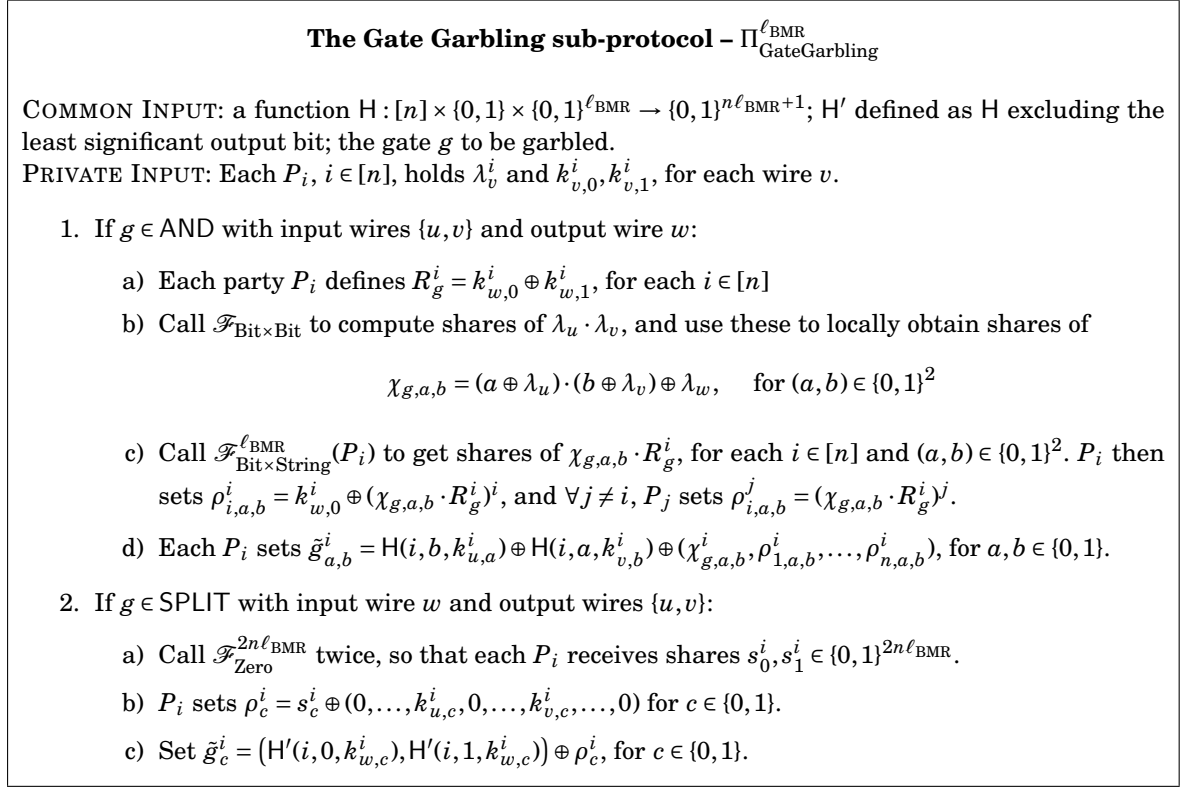 The Gate Garbling sub-protocol – Π^{ℓ_BMR}_{GateGarbling}
COMMON INPUT: a function H : [n] × {0, 1} × {0, 1}^{ℓ_BMR} → {0, 1}^{nℓ_BMR+1}; H′ defined as H excluding the
least significant output bit; the gate g to be garbled.
PRIVATE INPUT: Each P_i, i ∈ [n], holds λ^i_v and k^i_{v,0}, k^i_{v,1}, for each wire v.
1. If g ∈ AND with input wires {u, v} and output wire w:
a) Each party P_i defines R^i_g = k^i_{w,0} ⊕ k^i_{w,1}, for each i ∈ [n]
b) Call ℱ_{Bit×Bit} to compute shares of λ_u · λ_v, and use these to locally obtain shares of
χ_{g,a,b} = (a ⊕ λ_u) · (b ⊕ λ_v) ⊕ λ_w, for (a, b) ∈ {0, 1}^2
c) Call ℱ^{ℓ_BMR}_{Bit×String}(P_i) to get shares of χ_{g,a,b} · R^i_g, for each i ∈ [n] and (a, b) ∈ {0, 1}^2. P_i then
sets ρ^i_{i,a,b} = k^i_{w,0} ⊕ (χ_{g,a,b} · R^i_g)^i, and ∀j ≠ i, P_j sets ρ^j_{i,a,b} = (χ_{g,a,b} · R^i_g)^j.
d) Each P_i sets g̃^i_{a,b} = H(i, b, k^i_{u,a}) ⊕ H(i, a, k^i_{v,b}) ⊕ (χ^i_{g,a,b}, ρ^i_{1,a,b}, …, ρ^i_{n,a,b}), for a, b ∈ {0, 1}.
2. If g ∈ SPLIT with input wire w and output wires {u, v}:
a) Call ℱ^{2nℓ_BMR}_{Zero} twice, so that each P_i receives shares s^i_0, s^i_1 ∈ {0, 1}^{2nℓ_BMR}.
b) P_i sets ρ^i_c = s^i_c ⊕ (0, …, k^i_{u,c}, 0, …, k^i_{v,c}, …, 0) for c ∈ {0, 1}.
c) Set g̃^i_c = (H′(i, 0, k^i_{w,c}), H′(i, 1, k^i_{w,c})) ⊕ ρ^i_c, for c ∈ {0, 1}.